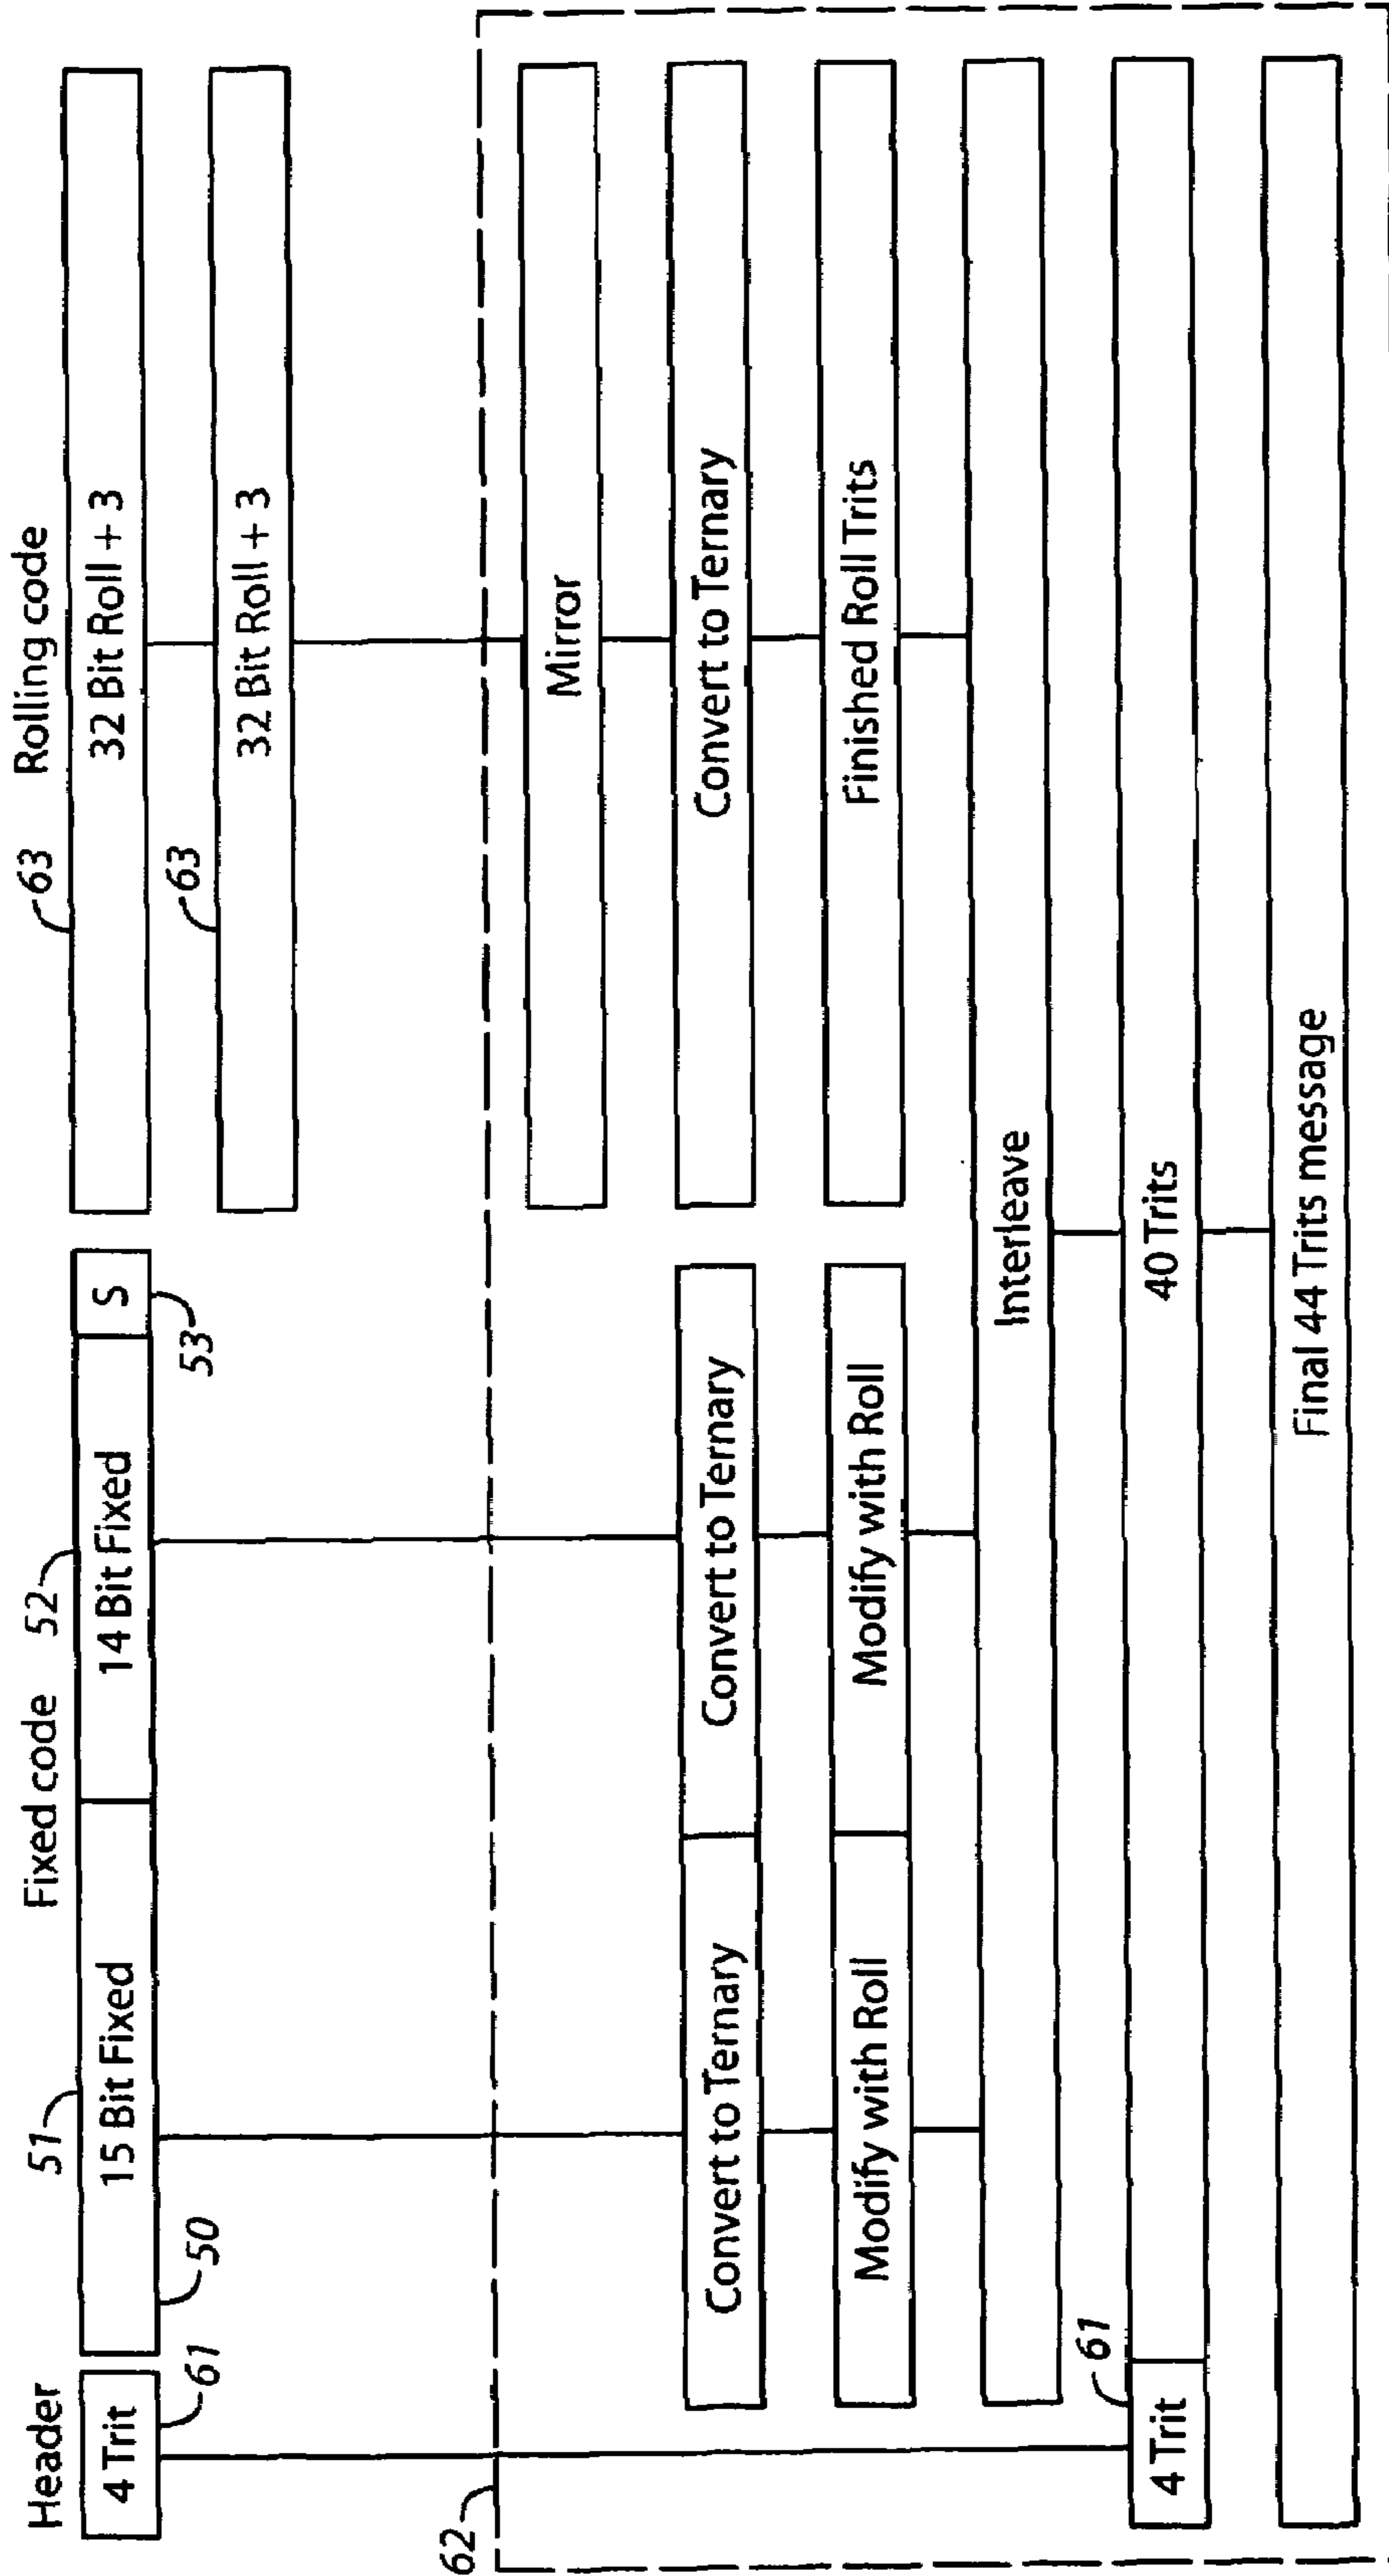 Header
Fixed code
Rolling code
51
52
63
4 Trit
15 Bit Fixed
14 Bit Fixed
S
32 Bit Roll + 3
61
50
53
63
32 Bit Roll + 3
62
Mirror
Convert to Ternary
Convert to Ternary
Convert to Ternary
Modify with Roll
Modify with Roll
Finished Roll Trits
Interleave
61
4 Trit
40 Trits
Final 44 Trits message